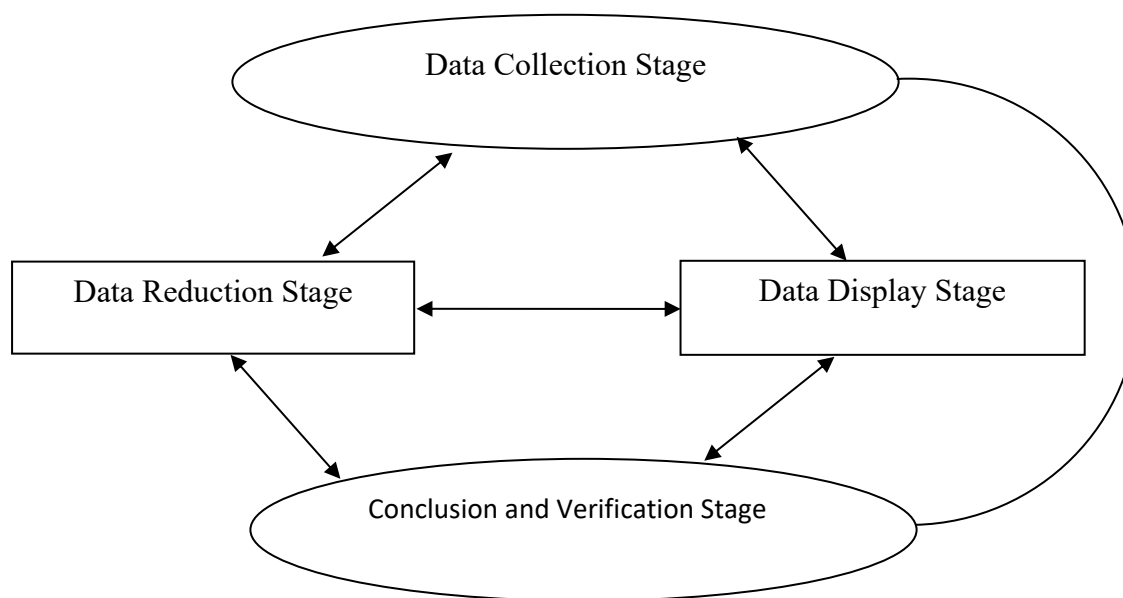 Data Collection Stage
Data Reduction Stage
Data Display Stage
Conclusion and Verification Stage